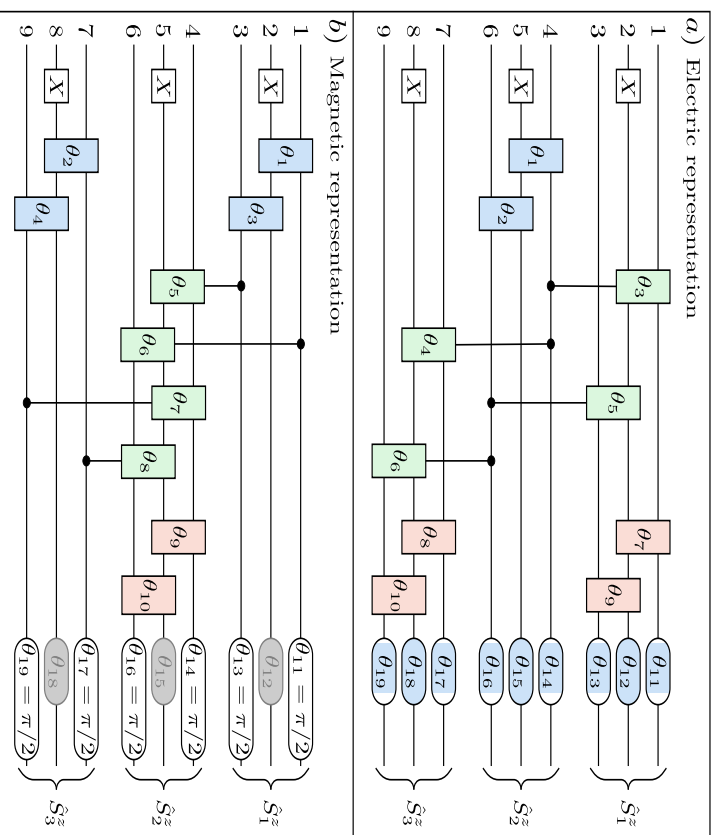 a) Electric representation
1 θ₁₁
θ₃ θ₇
2 X θ₁₂ Ŝ₁ᶻ
θ₅ θ₉
3 θ₁₃
4 θ₁₄
θ₁
5 X θ₁₅ Ŝ₂ᶻ
θ₂
6 θ₁₆
7 θ₁₇
θ₄ θ₈
8 X θ₁₈ Ŝ₃ᶻ
θ₆ θ₁₀
9 θ₁₉
b) Magnetic representation
1 θ₁₁ = π/2
θ₁
2 X θ₁₂ Ŝ₁ᶻ
θ₃
3 θ₁₃ = π/2
4 θ₁₄ = π/2
θ₅ θ₇ θ₉
5 X θ₁₅ Ŝ₂ᶻ
θ₆ θ₈ θ₁₀
6 θ₁₆ = π/2
7 θ₁₇ = π/2
θ₂
8 X θ₁₈ Ŝ₃ᶻ
θ₄
9 θ₁₉ = π/2